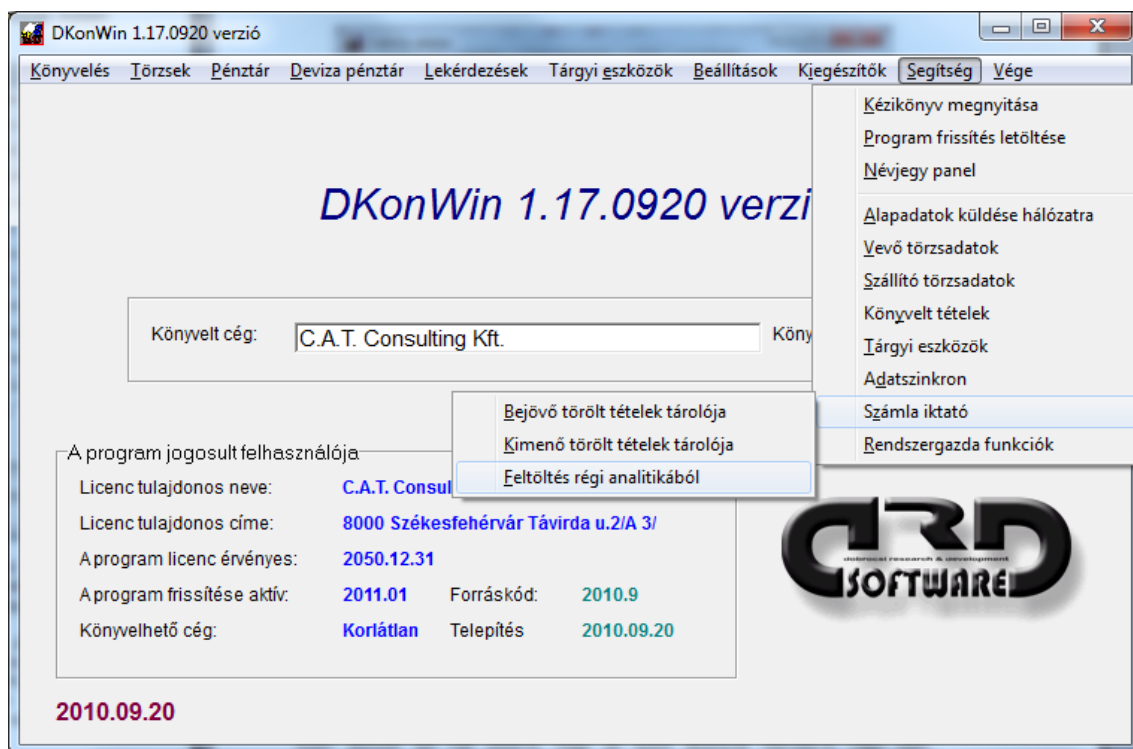 DKonWin 1.17.0920 verzió
Könyvelés Törzsek Pénztár Deviza pénztár Lekérdezések Tárgyi eszközök Beállítások Kiegészítők Segítség Vége
Kézikönyv megnyitása
Program frissítés letöltése
Névjegy panel
Alapadatok küldése hálózatra
Vevő törzsadatok
Szállító törzsadatok
Könyvelt tételek
Tárgyi eszközök
Adatszinkron
Számla iktató
Rendszergazda funkciók
DKonWin 1.17.0920 verzi
Könyvelt cég: C.A.T. Consulting Kft. Köny
Bejövő törölt tételek tárolója
Kimenő törölt tételek tárolója
Feltöltés régi analitikából
A program jogosult felhasználója
Licenc tulajdonos neve: C.A.T. Consul
Licenc tulajdonos címe: 8000 Székesfehérvár Távirda u.2/A 3/
A program licenc érvényes: 2050.12.31
A program frissítése aktív: 2011.01 Forráskód: 2010.9
Könyvelhető cég: Korlátlan Telepítés 2010.09.20
DRD
dobrocsi research & development
SOFTWARE
2010.09.20